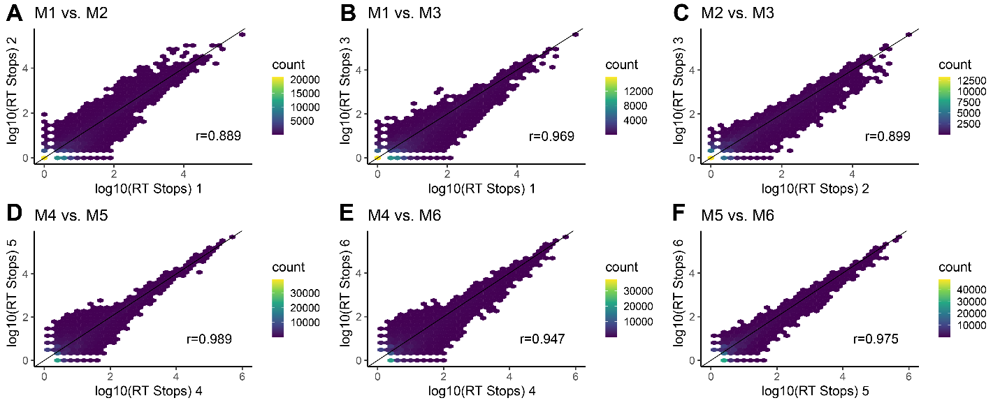 A M1 vs. M2
log10(RT Stops) 2
4
2
0
0 2 4
log10(RT Stops) 1
r=0.889
count
20000
15000
10000
5000
B M1 vs. M3
log10(RT Stops) 3
4
2
0
0 2 4
log10(RT Stops) 1
r=0.969
count
12000
8000
4000
C M2 vs. M3
log10(RT Stops) 3
4
2
0
0 2 4
log10(RT Stops) 2
r=0.899
count
12500
10000
7500
5000
2500
D M4 vs. M5
log10(RT Stops) 5
4
2
0
0 2 4 6
log10(RT Stops) 4
r=0.989
count
30000
20000
10000
E M4 vs. M6
log10(RT Stops) 6
4
2
0
0 2 4 6
log10(RT Stops) 4
r=0.947
count
30000
20000
10000
F M5 vs. M6
log10(RT Stops) 6
4
2
0
0 2 4 6
log10(RT Stops) 5
r=0.975
count
40000
30000
20000
10000